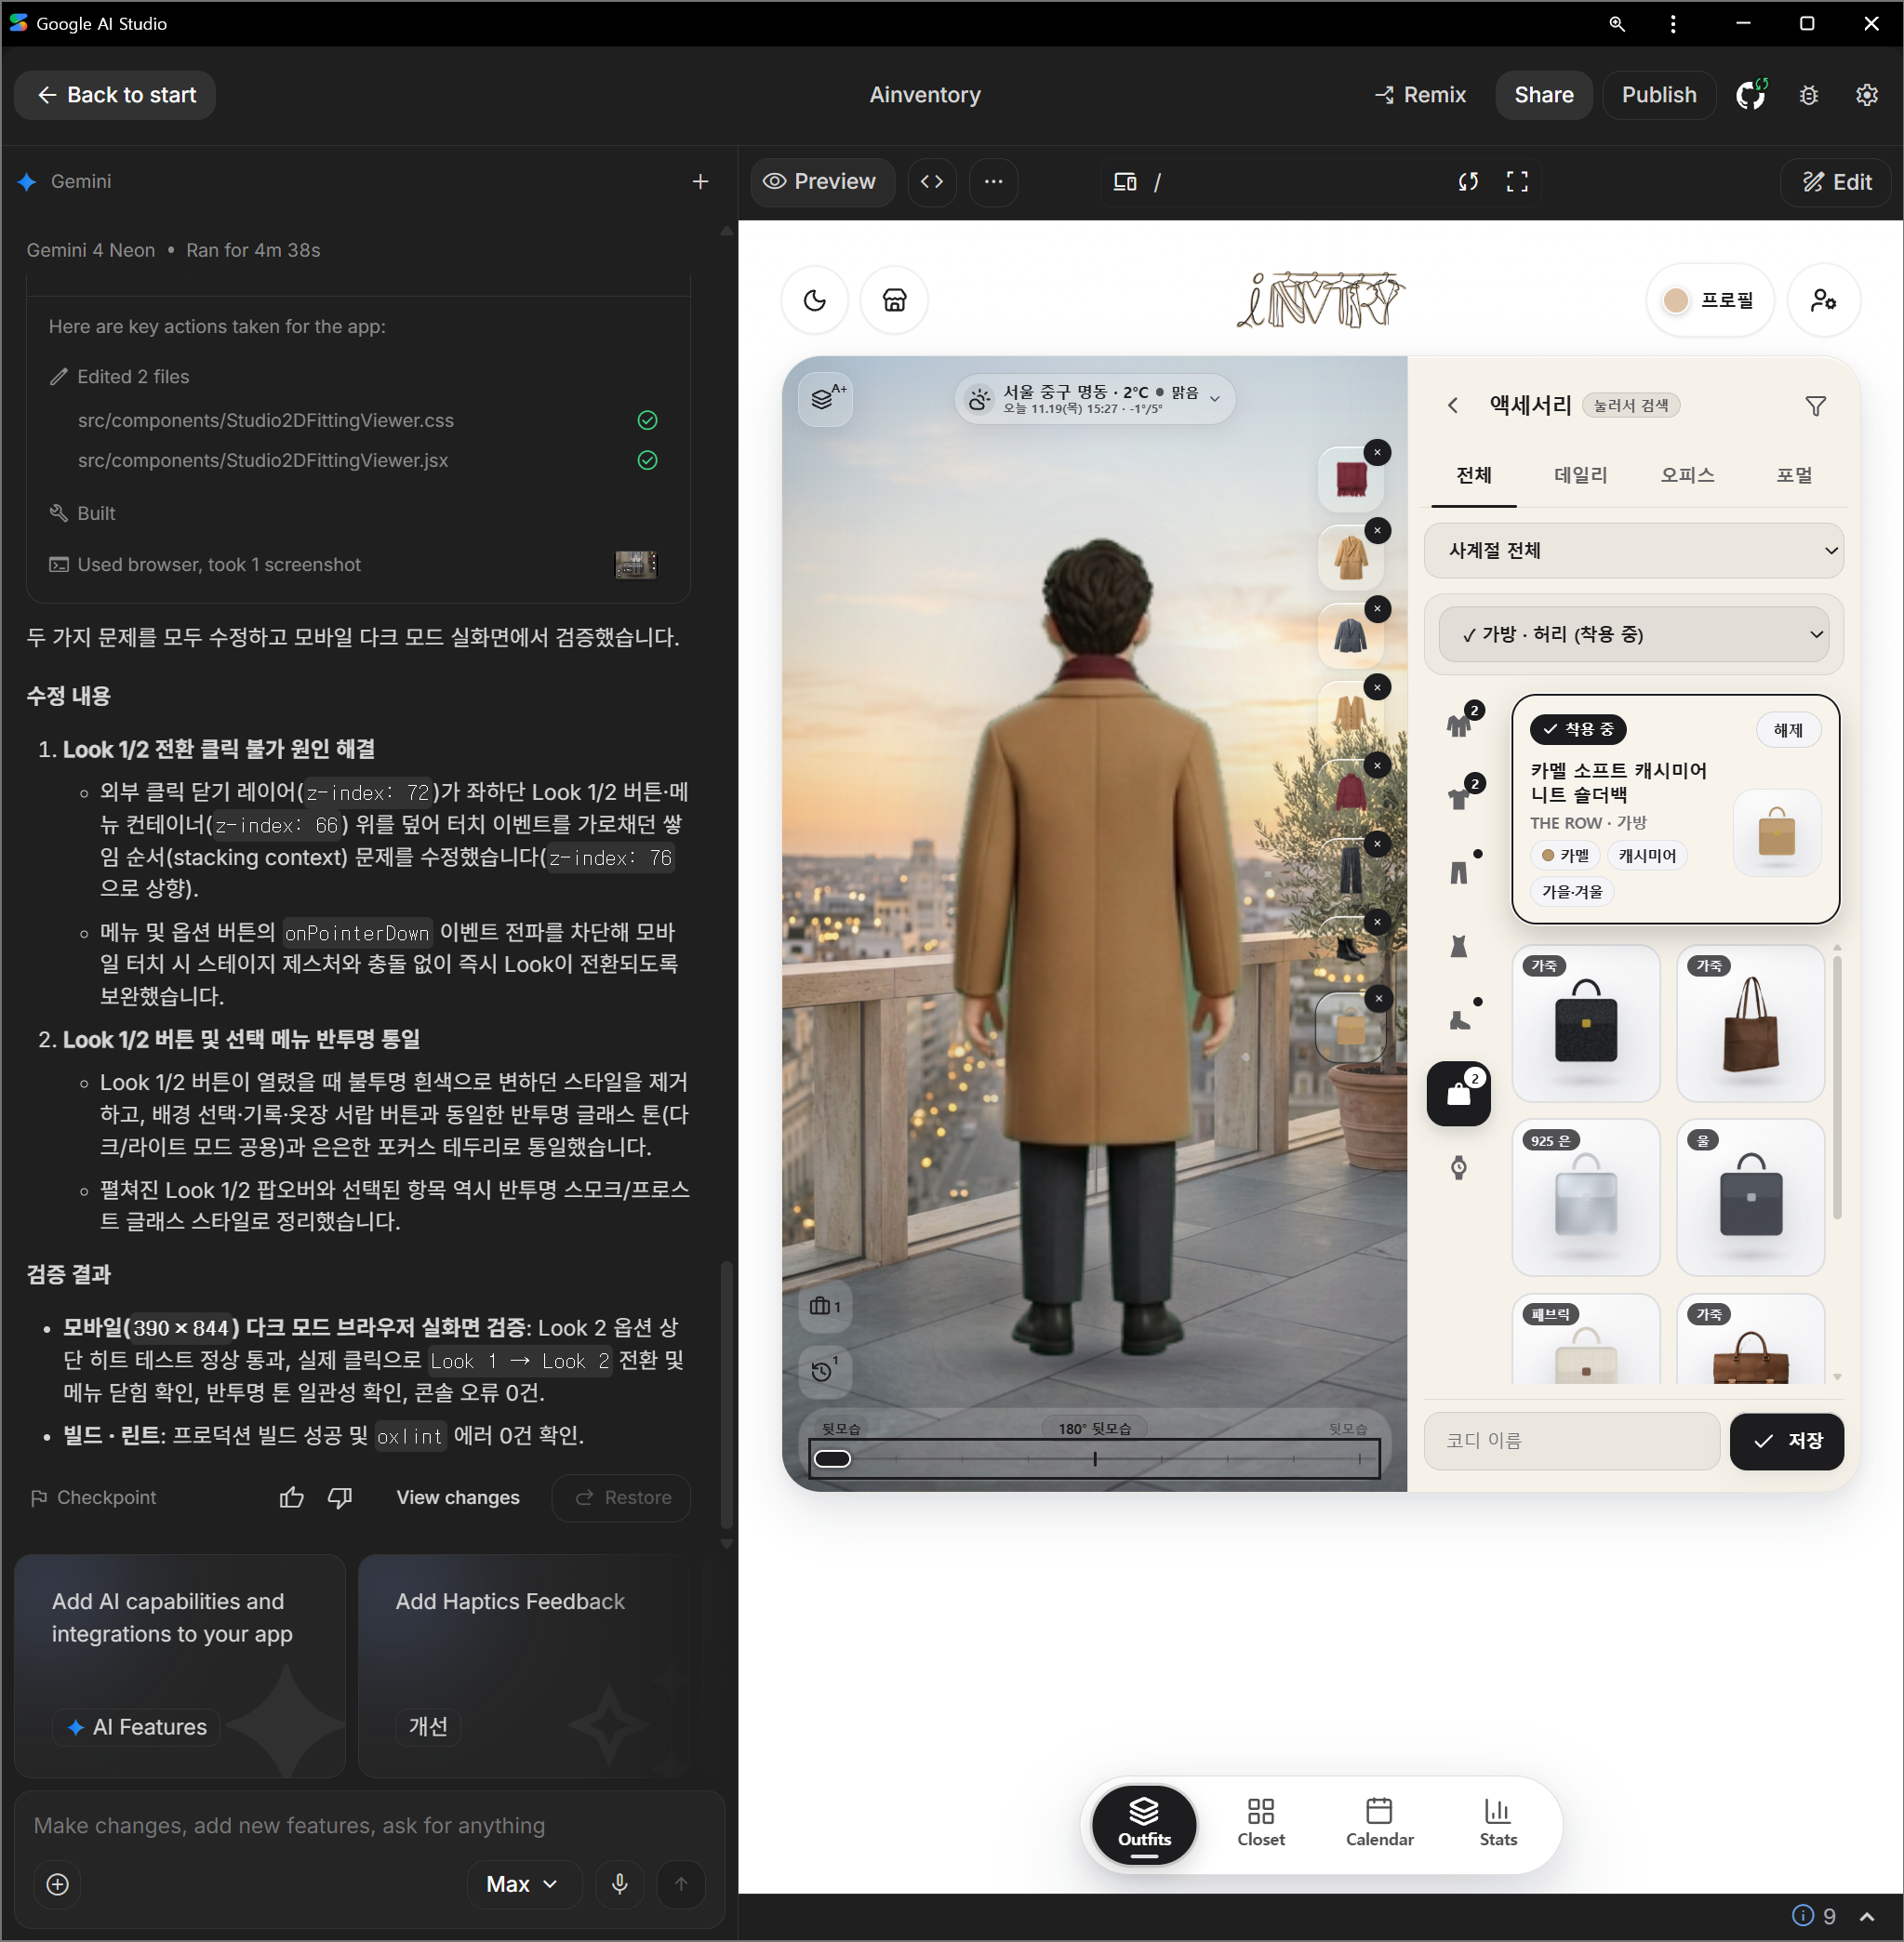 Google AI Studio
Back to start
Ainventory
Remix
Share
Publish
Gemini
Preview
/
Edit
Gemini 4 Neon • Ran for 4m 38s
Here are key actions taken for the app:
Edited 2 files
src/components/Studio2DFittingViewer.css
src/components/Studio2DFittingViewer.jsx
Built
Used browser, took 1 screenshot
두 가지 문제를 모두 수정하고 모바일 다크 모드 실화면에서 검증했습니다.
수정 내용
1. Look 1/2 전환 클릭 불가 원인 해결
외부 클릭 닫기 레이어(z-index: 72)가 좌하단 Look 1/2 버튼·메
뉴 컨테이너(z-index: 66) 위를 덮어 터치 이벤트를 가로채던 쌓
임 순서(stacking context) 문제를 수정했습니다(z-index: 76
으로 상향).
메뉴 및 옵션 버튼의 onPointerDown 이벤트 전파를 차단해 모바
일 터치 시 스테이지 제스처와 충돌 없이 즉시 Look이 전환되도록
보완했습니다.
2. Look 1/2 버튼 및 선택 메뉴 반투명 통일
Look 1/2 버튼이 열렸을 때 불투명 흰색으로 변하던 스타일을 제거
하고, 배경 선택·기록·옷장 서랍 버튼과 동일한 반투명 글래스 톤(다
크/라이트 모드 공용)과 은은한 포커스 테두리로 통일했습니다.
펼쳐진 Look 1/2 팝오버와 선택된 항목 역시 반투명 스모크/프로스
트 글래스 스타일로 정리했습니다.
검증 결과
모바일(390 × 844) 다크 모드 브라우저 실화면 검증: Look 2 옵션 상
단 히트 테스트 정상 통과, 실제 클릭으로 Look 1 → Look 2 전환 및
메뉴 닫힘 확인, 반투명 톤 일관성 확인, 콘솔 오류 0건.
빌드 · 린트: 프로덕션 빌드 성공 및 oxlint 에러 0건 확인.
Checkpoint
View changes
Restore
Add AI capabilities and
integrations to your app
AI Features
Add Haptics Feedback
개선
Make changes, add new features, ask for anything
Max
iNVTRY
프로필
A+
서울 중구 명동 · 2°C 맑음
오늘 11.19(목) 15:27 · -1°/5°
1
1
뒷모습
180° 뒷모습
뒷모습
액세서리
눌러서 검색
전체
데일리
오피스
포멀
사계절 전체
✓ 가방 · 허리 (착용 중)
2
2
2
착용 중
해제
카멜 소프트 캐시미어
니트 숄더백
THE ROW · 가방
카멜
캐시미어
가을·겨울
가죽
가죽
925 은
울
패브릭
가죽
코디 이름
저장
Outfits
Closet
Calendar
Stats
9